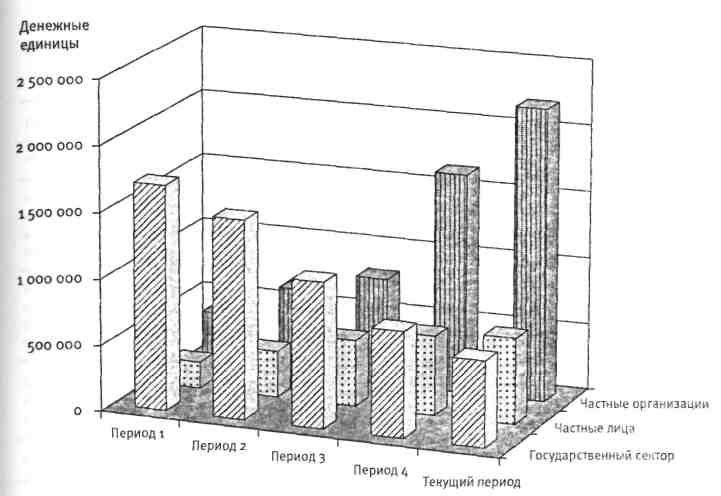 Денежные
единицы
2 500 000
2 000 000
1 500 000
1 000 000
500 000
0
Период 1
Период 2
Период 3
Период 4
Текущий период
Частные организации
Частные лица
Государственный сектор